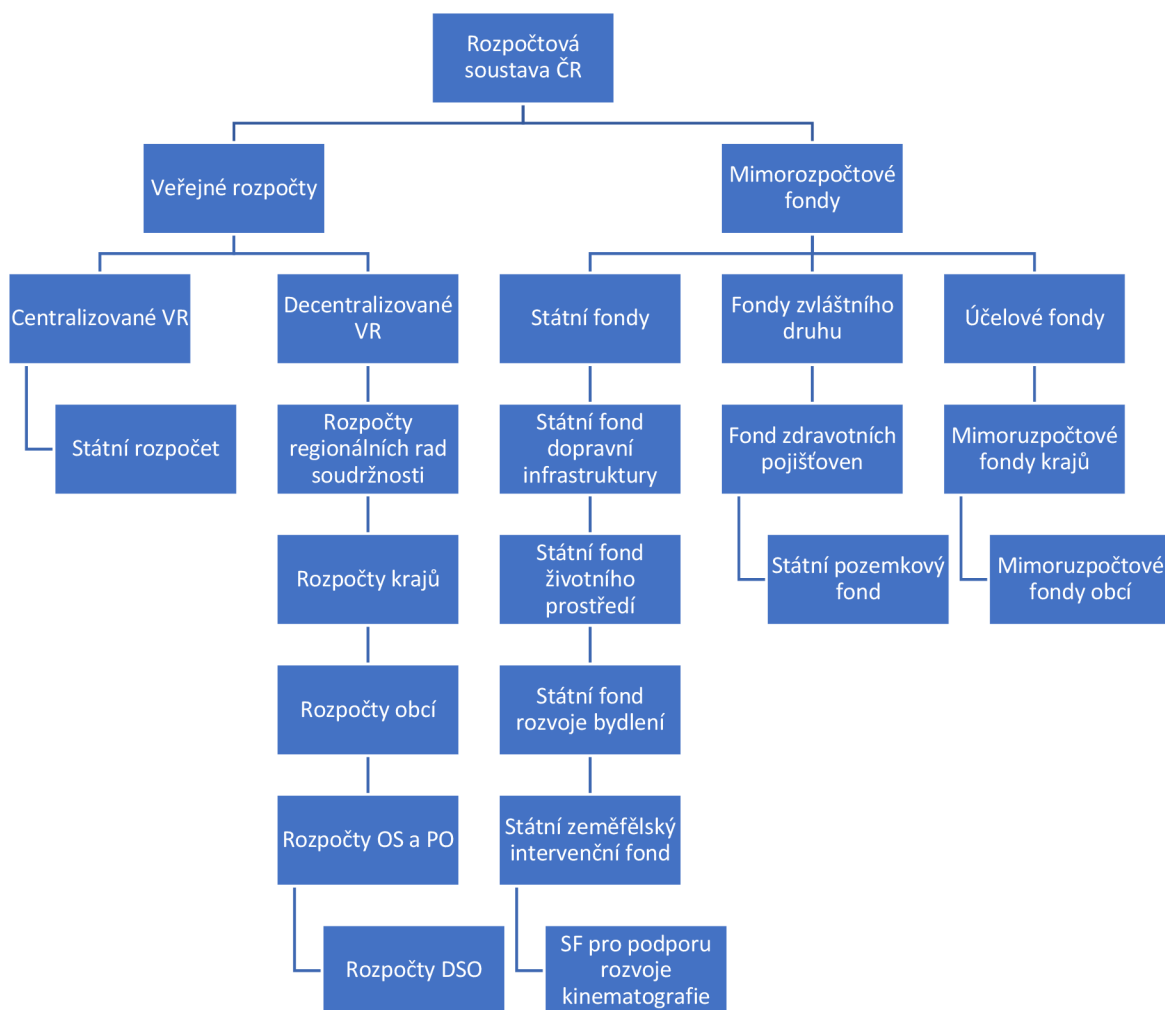 Rozpočtová
soustava ČR
Veřejné rozpočty
Mimorozpočtové
fondy
Centralizované VR
Decentralizované
VR
Státní fondy
Fondy zvláštního
druhu
Účelové fondy
Státní rozpočet
Rozpočty
regionálních rad
soudržnosti
Státní fond
dopravní
infrastruktury
Fond zdravotních
pojišťoven
Mimoruzpočtové
fondy krajů
Rozpočty krajů
Státní fond
životního
prostředí
Státní pozemkový
fond
Mimoruzpočtové
fondy obcí
Rozpočty obcí
Státní fond
rozvoje bydlení
Rozpočty OS a PO
Státní zeměfělský
intervenční fond
Rozpočty DSO
SF pro podporu
rozvoje
kinematografie